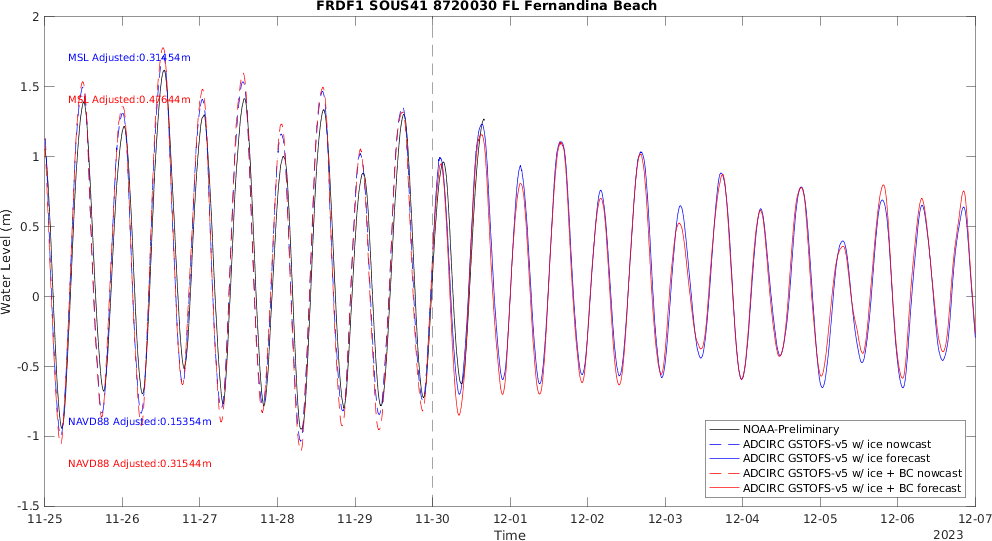 FRDF1 SOUS41 8720030 FL Fernandina Beach
2
1.5
1
0.5
0
-0.5
-1
-1.5
Water Level (m)
MSL Adjusted:0.31454m
MSL Adjusted:0.47644m
NAVD88 Adjusted:0.15354m
NAVD88 Adjusted:0.31544m
NOAA-Preliminary
ADCIRC GSTOFS-v5 w/ ice nowcast
ADCIRC GSTOFS-v5 w/ ice forecast
ADCIRC GSTOFS-v5 w/ ice + BC nowcast
ADCIRC GSTOFS-v5 w/ ice + BC forecast
11-25 11-26 11-27 11-28 11-29 11-30 12-01 12-02 12-03 12-04 12-05 12-06 12-07
Time
2023